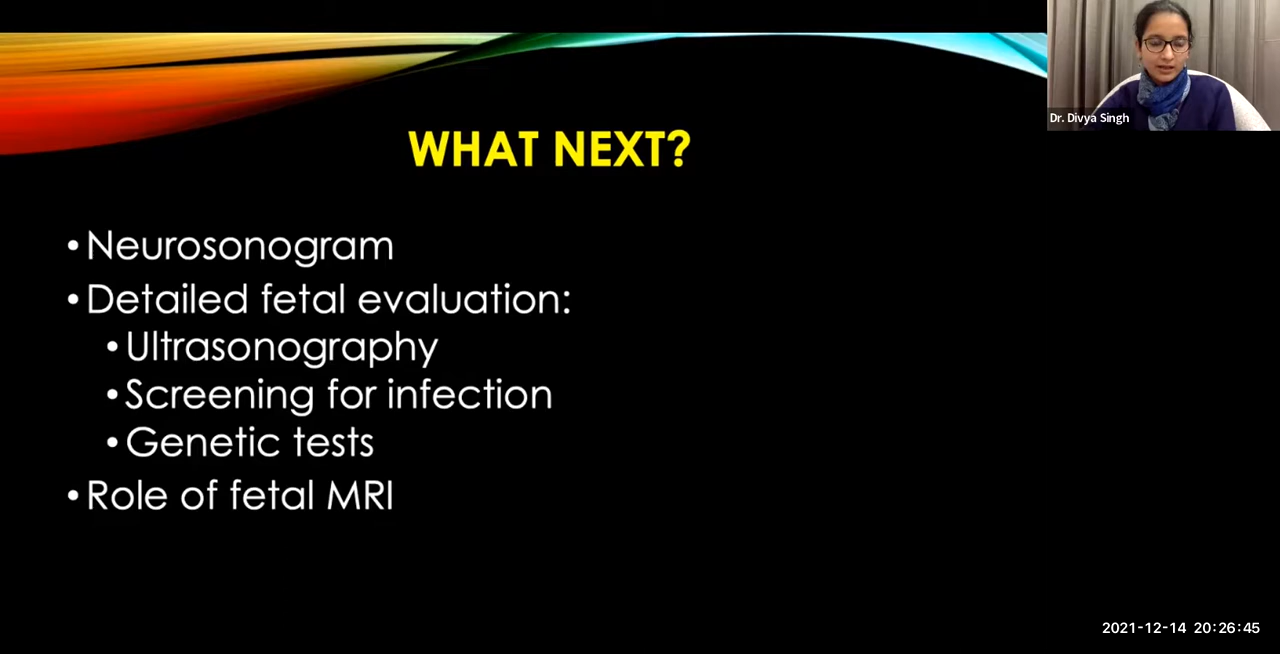 Dr. Divya Singh
WHAT NEXT?
• Neurosonogram
• Detailed fetal evaluation:
• Ultrasonography
• Screening for infection
• Genetic tests
• Role of fetal MRI
2021-12-14 20:26:45